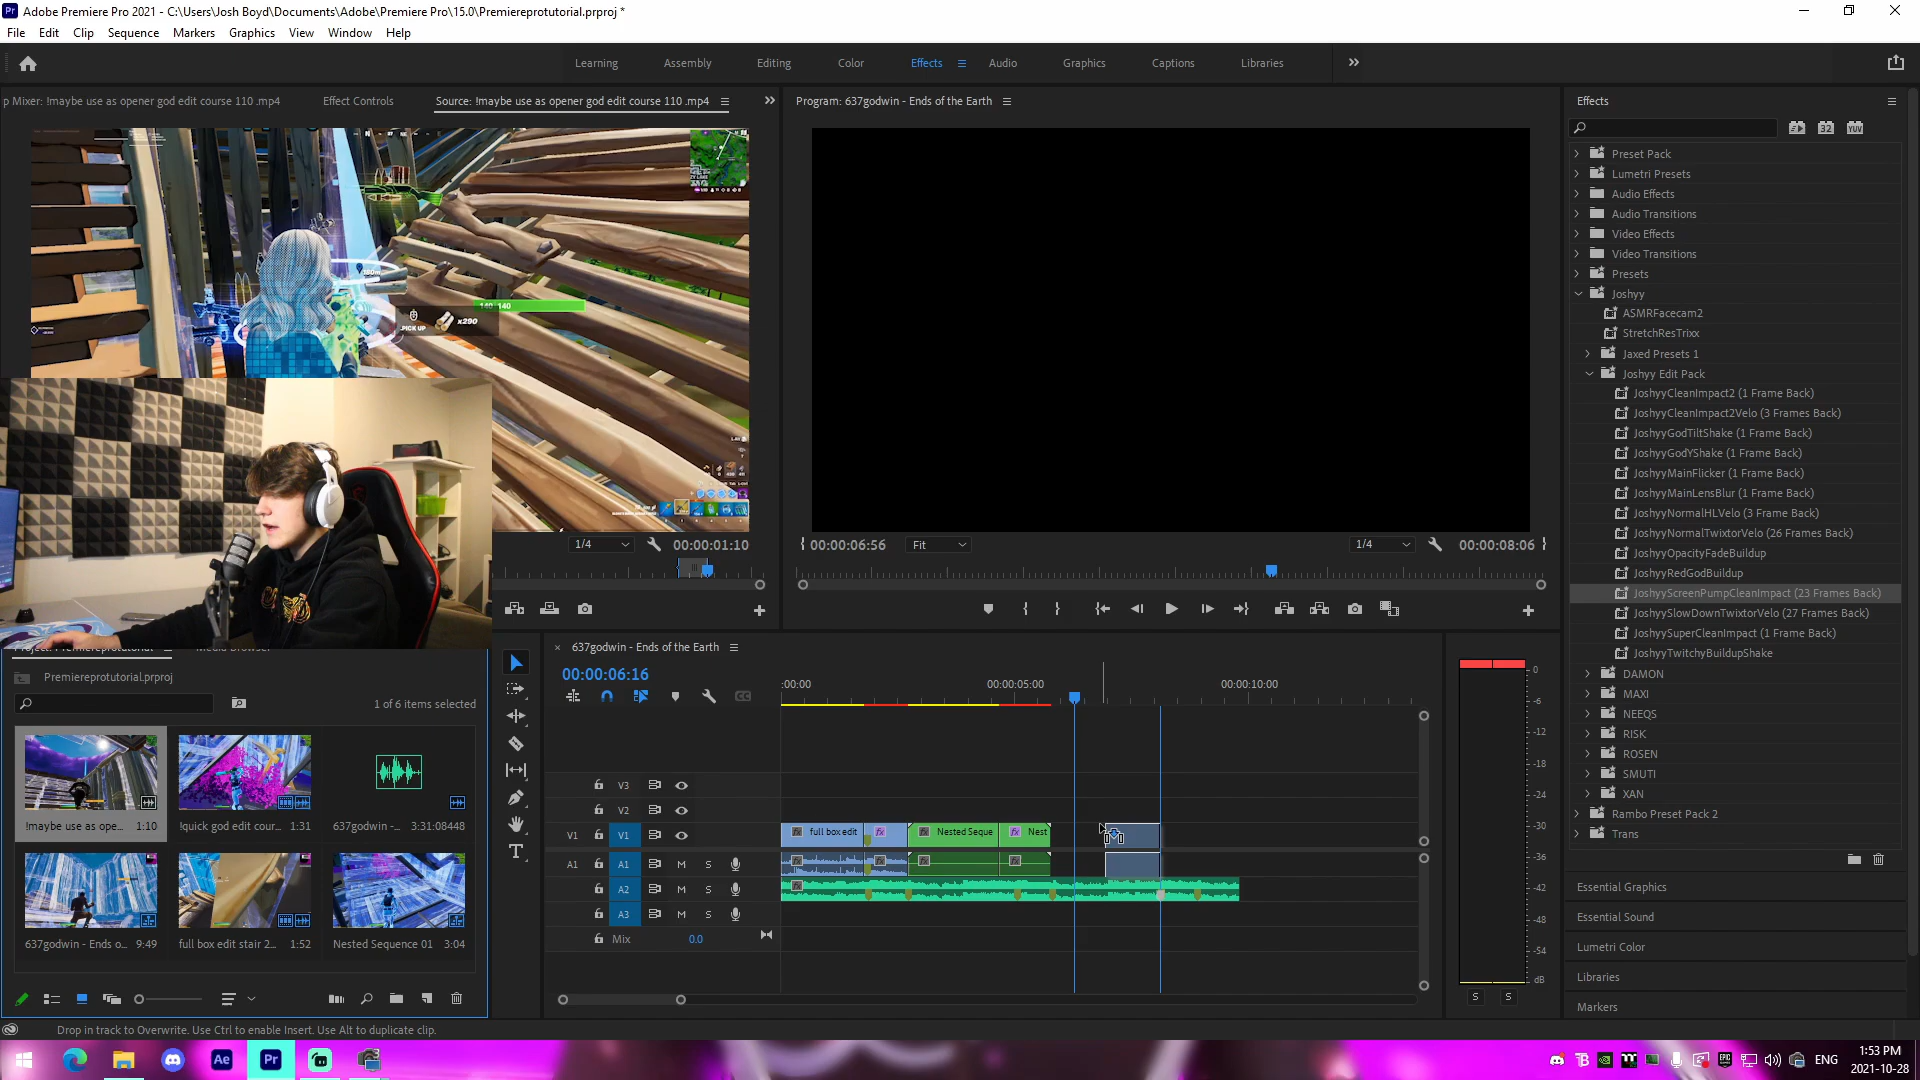 Adobe Premiere Pro 2021 - C:\Users\Josh Boyd\Documents\Adobe\Premiere Pro\15.0\Premiereprotutorial.prproj *
File Edit Clip Sequence Markers Graphics View Window Help
Learning Assembly Editing Color Effects Audio Graphics Captions Libraries
p Mixer: !maybe use as opener god edit course 110 .mp4 Effect Controls Source: !maybe use as opener god edit course 110 .mp4
Program: 637godwin - Ends of the Earth
Effects
Preset Pack
Lumetri Presets
Audio Effects
Audio Transitions
Video Effects
Video Transitions
Presets
Joshyy
ASMRFacecam2
StretchResTrixx
Jaxed Presets 1
Joshyy Edit Pack
JoshyyCleanImpact2 (1 Frame Back)
JoshyyCleanImpact2Velo (3 Frames Back)
JoshyyGodTiltShake (1 Frame Back)
JoshyyGodYShake (1 Frame Back)
JoshyyMainFlicker (1 Frame Back)
JoshyyMainLensBlur (1 Frame Back)
JoshyyNormalHLVelo (3 Frame Back)
JoshyyNormalTwixtorVelo (26 Frames Back)
JoshyyOpacityFadeBuildup
JoshyyRedGodBuildup
JoshyyScreenPumpCleanImpact (23 Frames Back)
JoshyySlowDownTwixtorVelo (27 Frames Back)
JoshyySuperCleanImpact (1 Frame Back)
JoshyyTwitchyBuildupShake
DAMON
MAXI
NEEQS
RISK
ROSEN
SMUTI
XAN
Rambo Preset Pack 2
Trans
Essential Graphics
Essential Sound
Lumetri Color
Libraries
Markers
140 140
PICK UP x290
1/4 00:00:01:10
00:00:06:56 Fit 1/4 00:00:08:06
Premiereprotutorial.prproj
1 of 6 items selected
!maybe use as ope... 1:10
!quick god edit cour... 1:31
637godwin -... 3:31:08448
637godwin - Ends o... 9:49
full box edit stair 2... 1:52
Nested Sequence 01 3:04
637godwin - Ends of the Earth
00:00:06:16
:00:00 00:00:05:00 00:00:10:00
V3
V2
V1 V1 full box edit Nested Seque Nest
A1 A1 M S
A2 M S
A3 M S
Mix 0.0
0
-6
-12
-18
-24
-30
-36
-42
-48
-54
dB
S S
Drop in track to Overwrite. Use Ctrl to enable Insert. Use Alt to duplicate clip.
Ae Pr
ENG
1:53 PM
2021-10-28